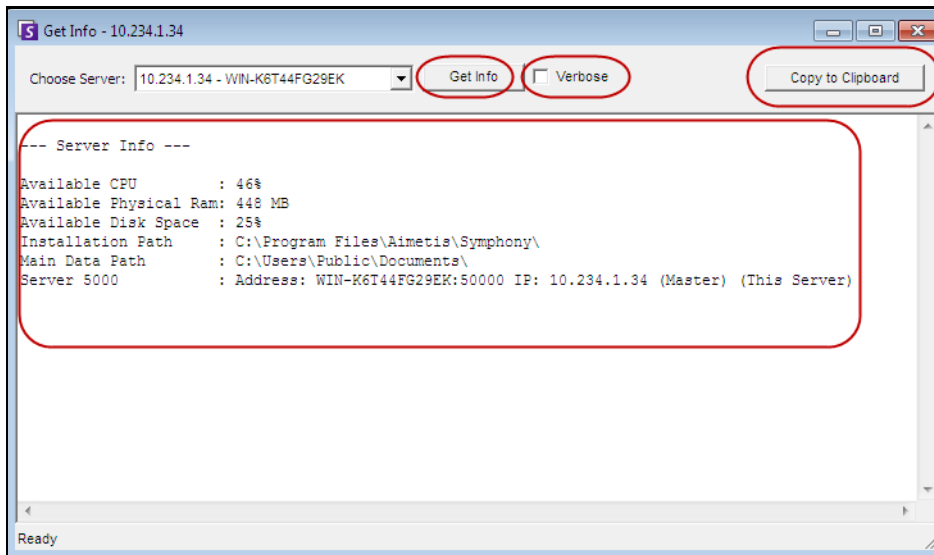 Get Info - 10.234.1.34
Choose Server: 10.234.1.34 - WIN-K6T44FG29EK Get Info Verbose Copy to Clipboard
--- Server Info ---
Available CPU : 46%
Available Physical Ram: 448 MB
Available Disk Space : 25%
Installation Path : C:\Program Files\Aimetis\Symphony\
Main Data Path : C:\Users\Public\Documents\
Server 5000 : Address: WIN-K6T44FG29EK:50000 IP: 10.234.1.34 (Master) (This Server)
Ready